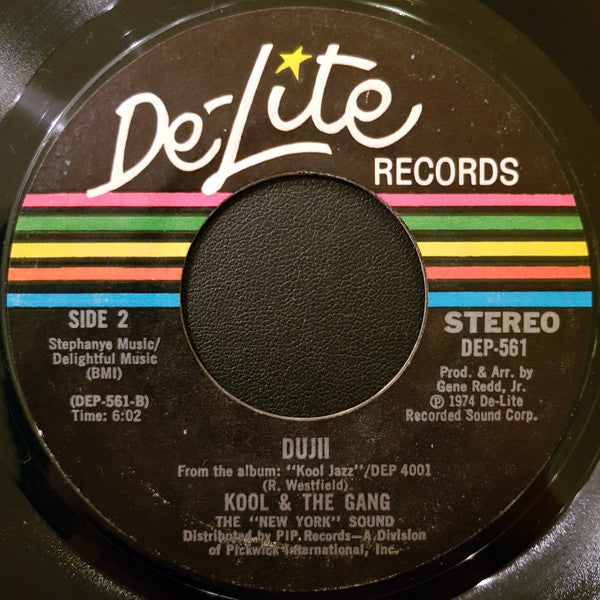 De-Lite
RECORDS
SIDE 2
Stephanye Music/
Delightful Music
(BMI)
(DEP-561-B)
Time: 6:02
STEREO
DEP-561
Prod. & Arr. by
Gene Redd, Jr.
Ⓟ 1974 De-Lite
Recorded Sound Corp.
DUJII
From the album: "Kool Jazz"/DEP 4001
(R. Westfield)
KOOL & THE GANG
THE "NEW YORK" SOUND
Distributed by PIP Records—A Division
of Pickwick International, Inc.